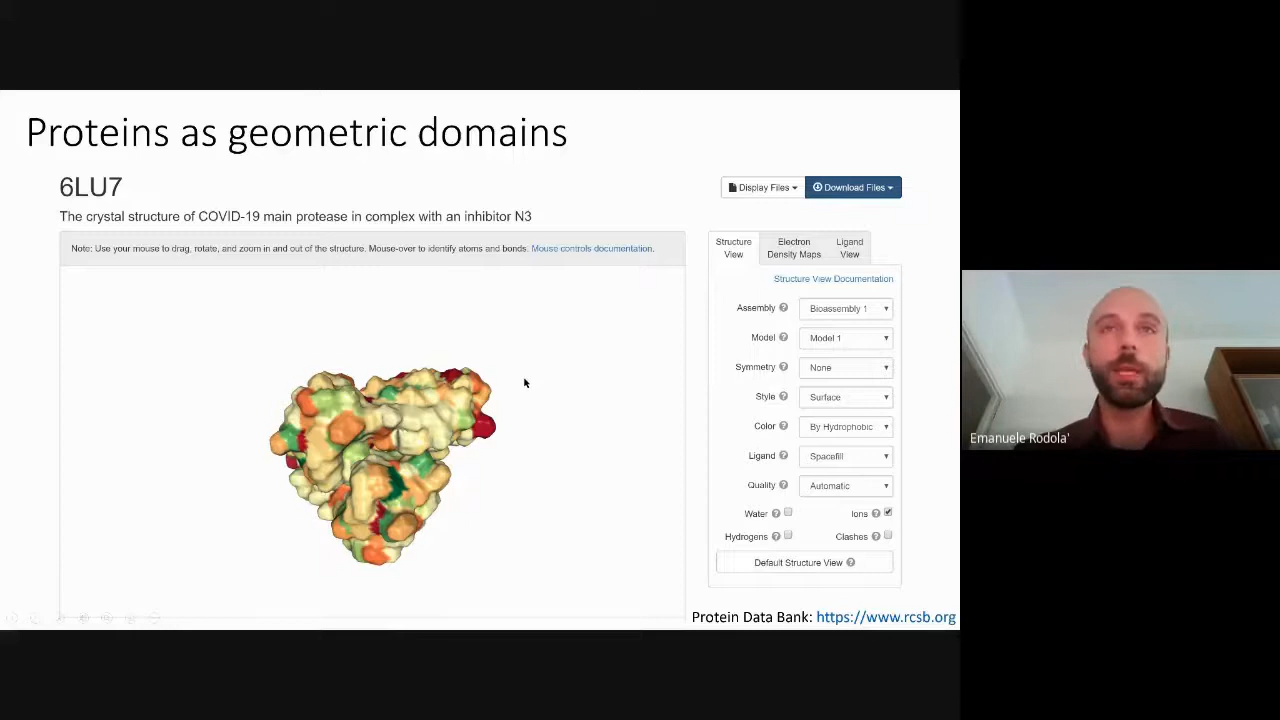 Proteins as geometric domains
6LU7
Display Files
Download Files
The crystal structure of COVID-19 main protease in complex with an inhibitor N3
Note: Use your mouse to drag, rotate, and zoom in and out of the structure. Mouse-over to identify atoms and bonds. Mouse controls documentation.
Structure View
Electron Density Maps
Ligand View
Structure View Documentation
Assembly ? Bioassembly 1
Model ? Model 1
Symmetry ? None
Style ? Surface
Color ? By Hydrophobic
Ligand ? Spacefill
Quality ? Automatic
Water ? Ions ?
Hydrogens ? Clashes ?
Default Structure View ?
Protein Data Bank: https://www.rcsb.org
Emanuele Rodola'